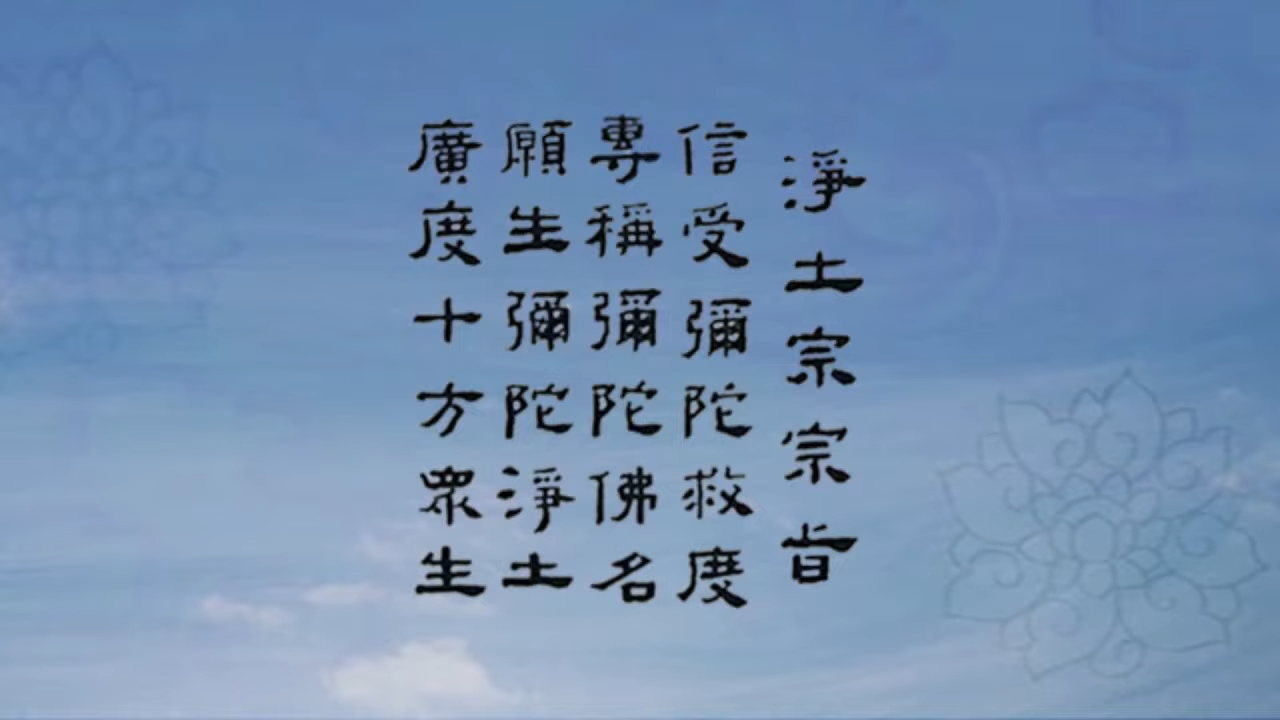 淨土宗宗旨
信受彌陀救度
專稱彌陀佛名
願生彌陀淨土
廣度十方眾生